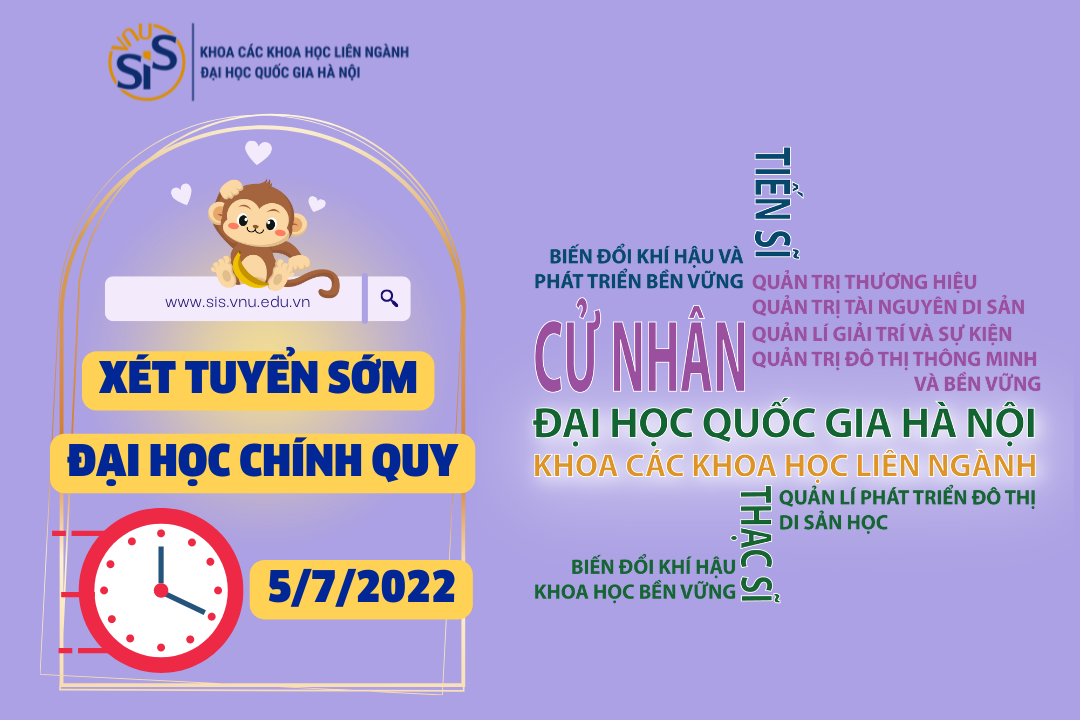 vnu
SIS
KHOA CÁC KHOA HỌC LIÊN NGÀNH
ĐẠI HỌC QUỐC GIA HÀ NỘI
www.sis.vnu.edu.vn
XÉT TUYỂN SỚM
ĐẠI HỌC CHÍNH QUY
5/7/2022
TIẾN SĨ
BIẾN ĐỔI KHÍ HẬU VÀ
PHÁT TRIỂN BỀN VỮNG
CỬ NHÂN
QUẢN TRỊ THƯƠNG HIỆU
QUẢN TRỊ TÀI NGUYÊN DI SẢN
QUẢN LÍ GIẢI TRÍ VÀ SỰ KIỆN
QUẢN TRỊ ĐÔ THỊ THÔNG MINH
VÀ BỀN VỮNG
ĐẠI HỌC QUỐC GIA HÀ NỘI
KHOA CÁC KHOA HỌC LIÊN NGÀNH
THẠC SĨ
QUẢN LÍ PHÁT TRIỂN ĐÔ THỊ
DI SẢN HỌC
BIẾN ĐỔI KHÍ HẬU
KHOA HỌC BỀN VỮNG